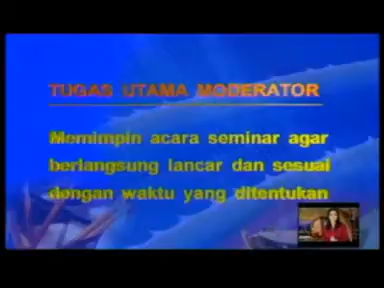 TUGAS UTAMA MODERATOR
Memimpin acara seminar agar
berlangsung lancar dan sesuai
dengan waktu yang ditentukan